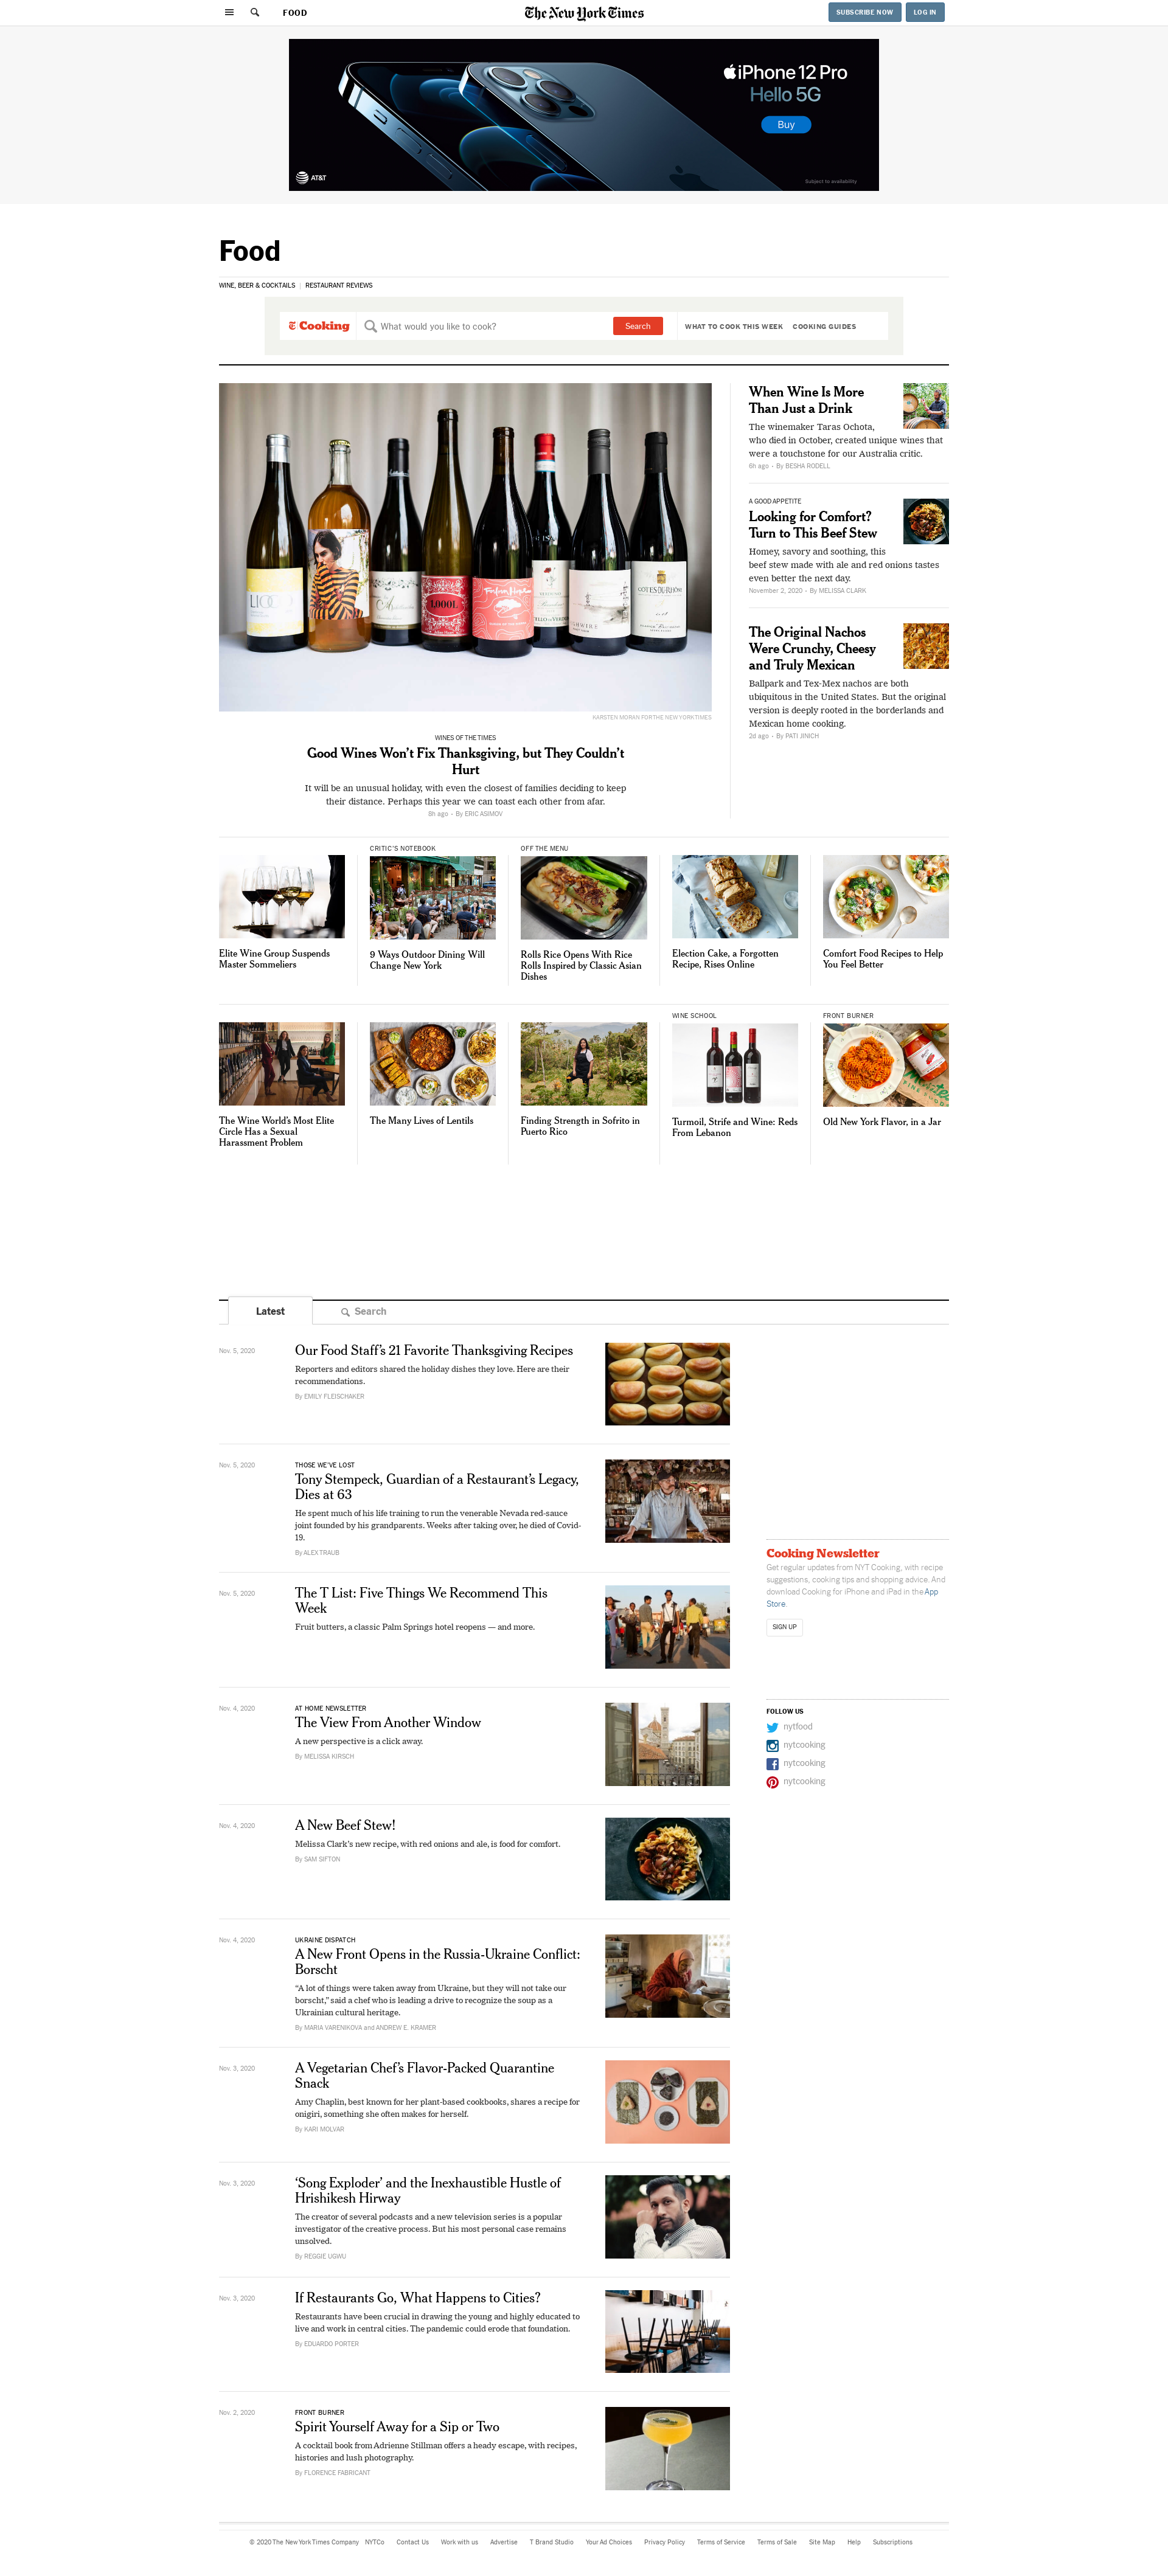 FOOD
The New York Times
SUBSCRIBE NOW
LOG IN
iPhone 12 Pro
Hello 5G
Buy
AT&T
Subject to availability
Food
WINE, BEER & COCKTAILS
RESTAURANT REVIEWS
Cooking
What would you like to cook?
Search
WHAT TO COOK THIS WEEK
COOKING GUIDES
LOOOL
KARSTEN MORAN FOR THE NEW YORK TIMES
WINES OF THE TIMES
Good Wines Won’t Fix Thanksgiving, but They Couldn’t
Hurt
It will be an unusual holiday, with even the closest of families deciding to keep
their distance. Perhaps this year we can toast each other from afar.
8h ago • By ERIC ASIMOV
When Wine Is More
Than Just a Drink
The winemaker Taras Ochota,
who died in October, created unique wines that
were a touchstone for our Australia critic.
6h ago • By BESHA RODELL
A GOOD APPETITE
Looking for Comfort?
Turn to This Beef Stew
Homey, savory and soothing, this
beef stew made with ale and red onions tastes
even better the next day.
November 2, 2020 • By MELISSA CLARK
The Original Nachos
Were Crunchy, Cheesy
and Truly Mexican
Ballpark and Tex-Mex nachos are both
ubiquitous in the United States. But the original
version is deeply rooted in the borderlands and
Mexican home cooking.
2d ago • By PATI JINICH
Elite Wine Group Suspends
Master Sommeliers
CRITIC’S NOTEBOOK
9 Ways Outdoor Dining Will
Change New York
OFF THE MENU
Rolls Rice Opens With Rice
Rolls Inspired by Classic Asian
Dishes
Election Cake, a Forgotten
Recipe, Rises Online
Comfort Food Recipes to Help
You Feel Better
The Wine World’s Most Elite
Circle Has a Sexual
Harassment Problem
The Many Lives of Lentils
Finding Strength in Sofrito in
Puerto Rico
WINE SCHOOL
Turmoil, Strife and Wine: Reds
From Lebanon
FRONT BURNER
Old New York Flavor, in a Jar
Latest
Search
Nov. 5, 2020
Our Food Staff’s 21 Favorite Thanksgiving Recipes
Reporters and editors shared the holiday dishes they love. Here are their
recommendations.
By EMILY FLEISCHAKER
Nov. 5, 2020
THOSE WE’VE LOST
Tony Stempeck, Guardian of a Restaurant’s Legacy,
Dies at 63
He spent much of his life training to run the venerable Nevada red-sauce
joint founded by his grandparents. Weeks after taking over, he died of Covid-
19.
By ALEX TRAUB
Nov. 5, 2020
The T List: Five Things We Recommend This
Week
Fruit butters, a classic Palm Springs hotel reopens — and more.
Nov. 4, 2020
AT HOME NEWSLETTER
The View From Another Window
A new perspective is a click away.
By MELISSA KIRSCH
Nov. 4, 2020
A New Beef Stew!
Melissa Clark’s new recipe, with red onions and ale, is food for comfort.
By SAM SIFTON
Nov. 4, 2020
UKRAINE DISPATCH
A New Front Opens in the Russia-Ukraine Conflict:
Borscht
“A lot of things were taken away from Ukraine, but they will not take our
borscht,” said a chef who is leading a drive to recognize the soup as a
Ukrainian cultural heritage.
By MARIA VARENIKOVA and ANDREW E. KRAMER
Nov. 3, 2020
A Vegetarian Chef’s Flavor-Packed Quarantine
Snack
Amy Chaplin, best known for her plant-based cookbooks, shares a recipe for
onigiri, something she often makes for herself.
By KARI MOLVAR
Nov. 3, 2020
‘Song Exploder’ and the Inexhaustible Hustle of
Hrishikesh Hirway
The creator of several podcasts and a new television series is a popular
investigator of the creative process. But his most personal case remains
unsolved.
By REGGIE UGWU
Nov. 3, 2020
If Restaurants Go, What Happens to Cities?
Restaurants have been crucial in drawing the young and highly educated to
live and work in central cities. The pandemic could erode that foundation.
By EDUARDO PORTER
Nov. 2, 2020
FRONT BURNER
Spirit Yourself Away for a Sip or Two
A cocktail book from Adrienne Stillman offers a heady escape, with recipes,
histories and lush photography.
By FLORENCE FABRICANT
Cooking Newsletter
Get regular updates from NYT Cooking, with recipe
suggestions, cooking tips and shopping advice. And
download Cooking for iPhone and iPad in the App
Store.
SIGN UP
FOLLOW US
nytfood
nytcooking
nytcooking
nytcooking
© 2020 The New York Times Company NYTCo Contact Us Work with us Advertise T Brand Studio Your Ad Choices Privacy Policy Terms of Service Terms of Sale Site Map Help Subscriptions